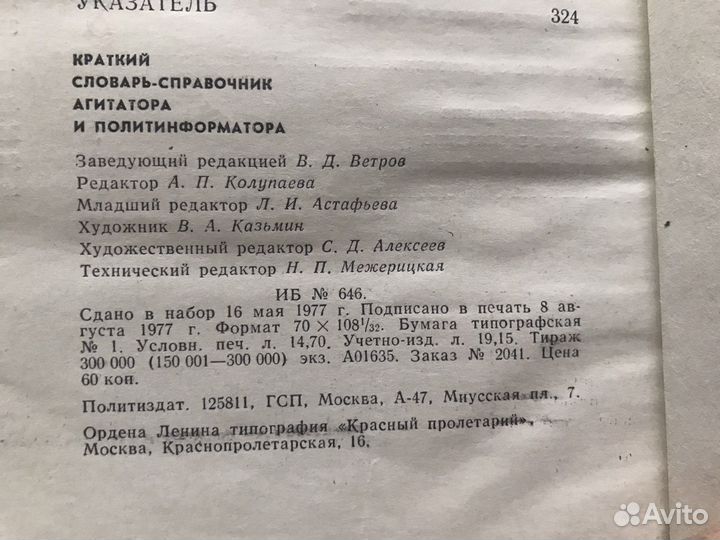 УКАЗАТЕЛЬ 324
КРАТКИЙ
СЛОВАРЬ-СПРАВОЧНИК
АГИТАТОРА
И ПОЛИТИНФОРМАТОРА
Заведующий редакцией В. Д. Ветров
Редактор А. П. Колупаева
Младший редактор Л. И. Астафьева
Художник В. А. Казьмин
Художественный редактор С. Д. Алексеев
Технический редактор Н. П. Межерицкая
ИБ № 646.
Сдано в набор 16 мая 1977 г. Подписано в печать 8 ав-
густа 1977 г. Формат 70 × 108¹/₃₂. Бумага типографская
№ 1. Условн. печ. л. 14,70. Учетно-изд. л. 19,15. Тираж
300 000 (150 001—300 000) экз. А01635. Заказ № 2041. Цена
60 коп.
Политиздат. 125811, ГСП, Москва, А-47, Миусская пл., 7.
Ордена Ленина типография «Красный пролетарий».
Москва, Краснопролетарская, 16.
Avito